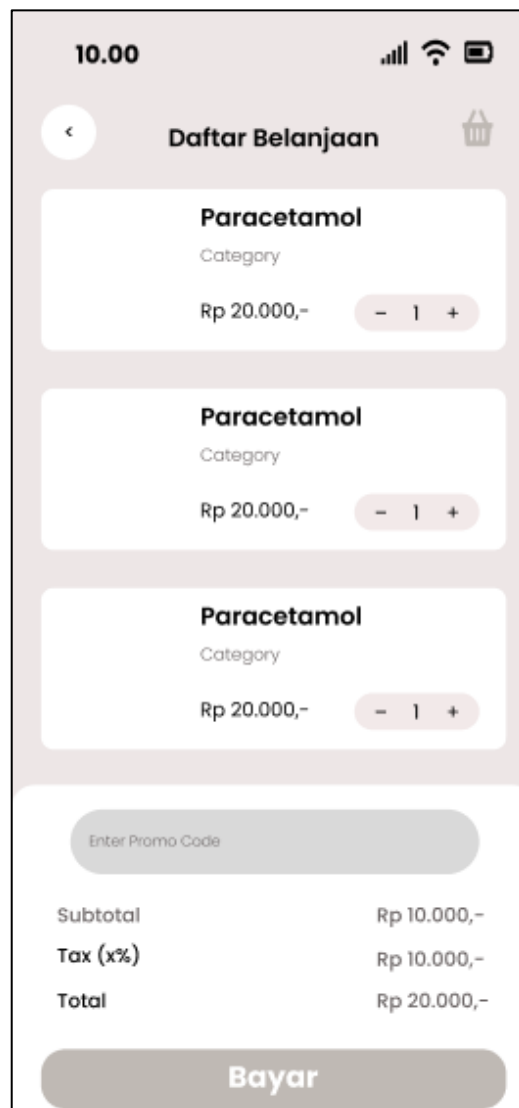 10.00
<
Daftar Belanjaan
Paracetamol
Category
Rp 20.000,-
- 1 +
Paracetamol
Category
Rp 20.000,-
- 1 +
Paracetamol
Category
Rp 20.000,-
- 1 +
Enter Promo Code
Subtotal Rp 10.000,-
Tax (x%) Rp 10.000,-
Total Rp 20.000,-
Bayar